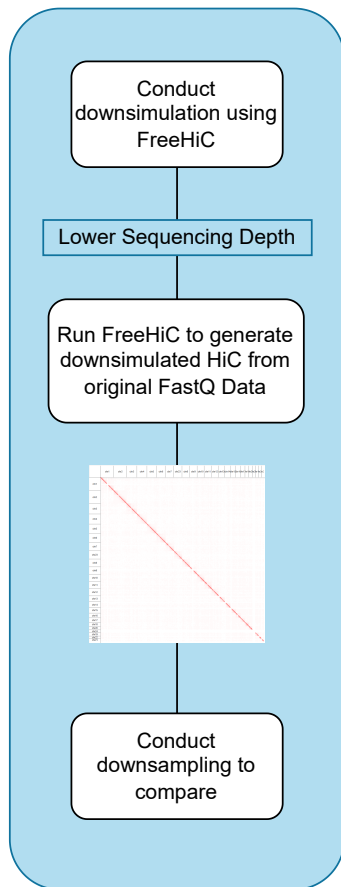 Conduct
downsimulation using
FreeHiC
Lower Sequencing Depth
Run FreeHiC to generate
downsimulated HiC from
original FastQ Data
Conduct
downsampling to
compare